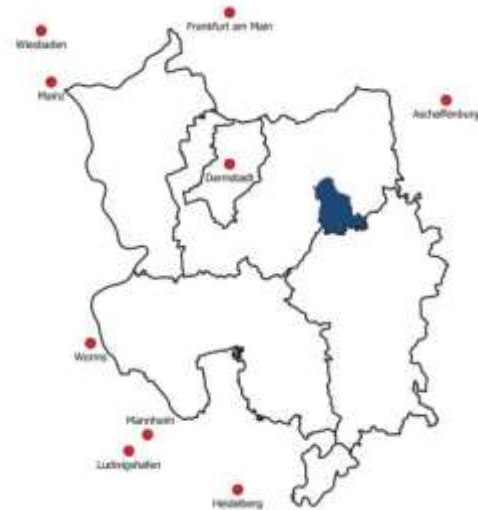 Frankfurt am Main
Wiesbaden
Mainz
Aschaffenburg
Darmstadt
Worms
Mannheim
Ludwigshafen
Heidelberg